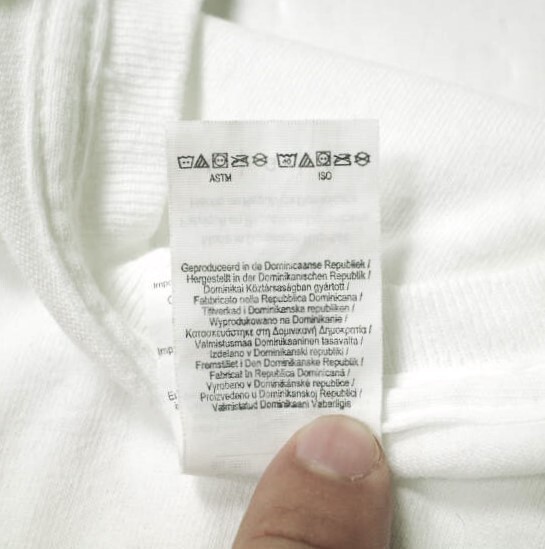 ASTM ISO
Geproduceerd in de Dominicaanse Republiek /
Hergestellt in der Dominikanischen Republik /
Dominikai Köztársaságban gyártott /
Fabbricato nella Repubblica Dominicana /
Tillverkad i Dominikanska republiken /
Wyprodukowano na Dominikanie /
Κατασκευάστηκε στη Δομινικανή Δημοκρατία /
Valmistusmaa Dominikaaninen tasavalta /
Izdelano v Dominikanski republiki /
Fremstillet i Den Dominikanske Republik /
Fabricat în Republica Dominicană /
Vyrobeno v Dominikánské republice /
Proizvedeno u Dominikanskoj Republici /
Valmistatud Dominikaani Vabariigis